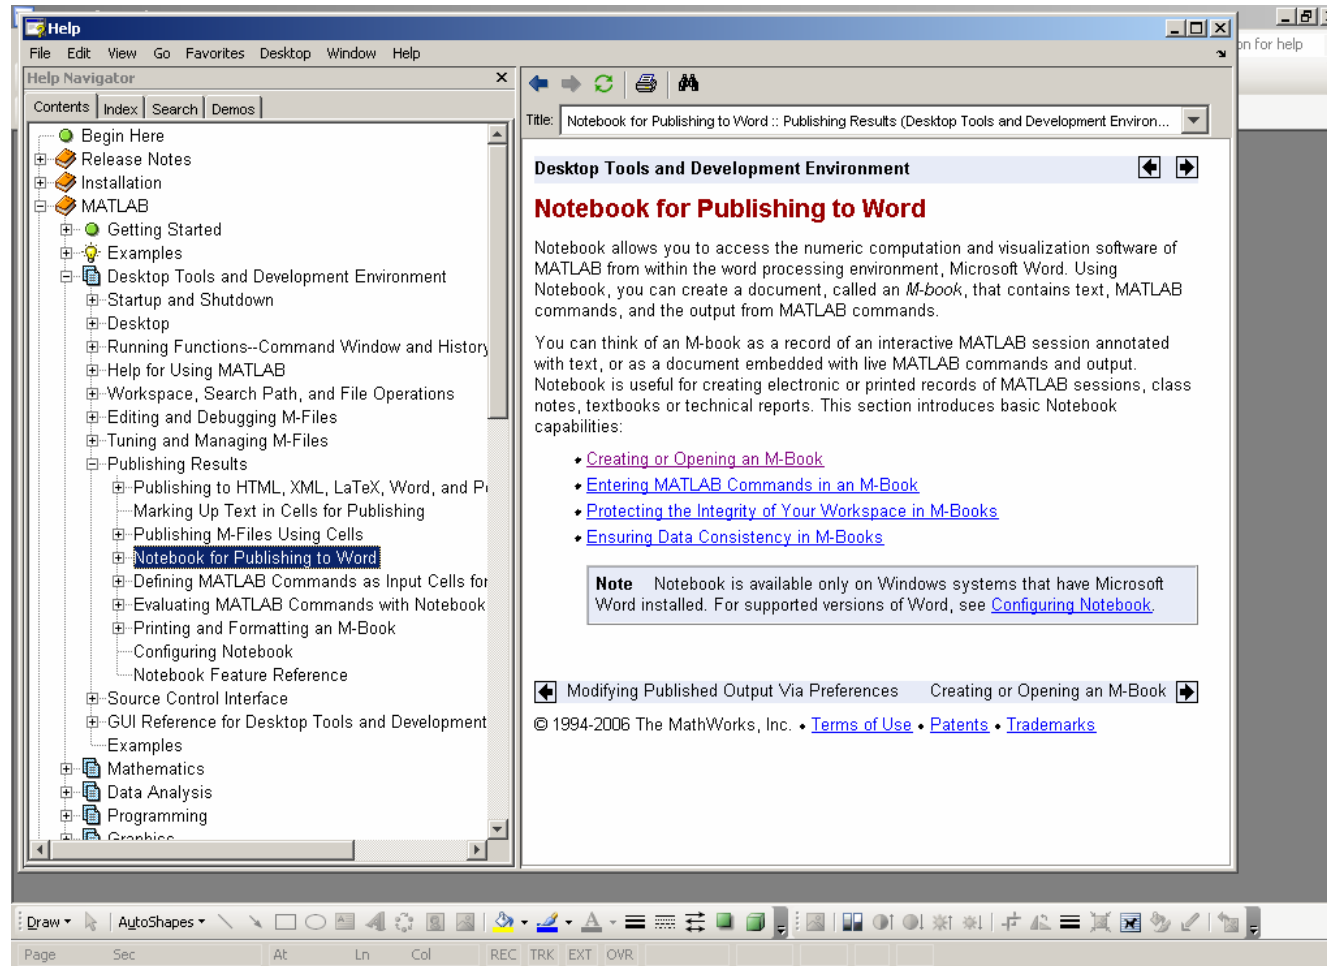 Help
on for help
File Edit View Go Favorites Desktop Window Help
Help Navigator
Contents Index Search Demos
Title: Notebook for Publishing to Word :: Publishing Results (Desktop Tools and Development Environ...
Begin Here
Release Notes
Installation
MATLAB
Getting Started
Examples
Desktop Tools and Development Environment
Startup and Shutdown
Desktop
Running Functions--Command Window and History
Help for Using MATLAB
Workspace, Search Path, and File Operations
Editing and Debugging M-Files
Tuning and Managing M-Files
Publishing Results
Publishing to HTML, XML, LaTeX, Word, and P
Marking Up Text in Cells for Publishing
Publishing M-Files Using Cells
Notebook for Publishing to Word
Defining MATLAB Commands as Input Cells for
Evaluating MATLAB Commands with Notebook
Printing and Formatting an M-Book
Configuring Notebook
Notebook Feature Reference
Source Control Interface
GUI Reference for Desktop Tools and Development
Examples
Mathematics
Data Analysis
Programming
Graphics
Desktop Tools and Development Environment
Notebook for Publishing to Word
Notebook allows you to access the numeric computation and visualization software of
MATLAB from within the word processing environment, Microsoft Word. Using
Notebook, you can create a document, called an M-book, that contains text, MATLAB
commands, and the output from MATLAB commands.
You can think of an M-book as a record of an interactive MATLAB session annotated
with text, or as a document embedded with live MATLAB commands and output.
Notebook is useful for creating electronic or printed records of MATLAB sessions, class
notes, textbooks or technical reports. This section introduces basic Notebook
capabilities:
• Creating or Opening an M-Book
• Entering MATLAB Commands in an M-Book
• Protecting the Integrity of Your Workspace in M-Books
• Ensuring Data Consistency in M-Books
Note Notebook is available only on Windows systems that have Microsoft
Word installed. For supported versions of Word, see Configuring Notebook.
Modifying Published Output Via Preferences Creating or Opening an M-Book
© 1994-2006 The MathWorks, Inc. • Terms of Use • Patents • Trademarks
Draw AutoShapes
Page Sec At Ln Col REC TRK EXT OVR